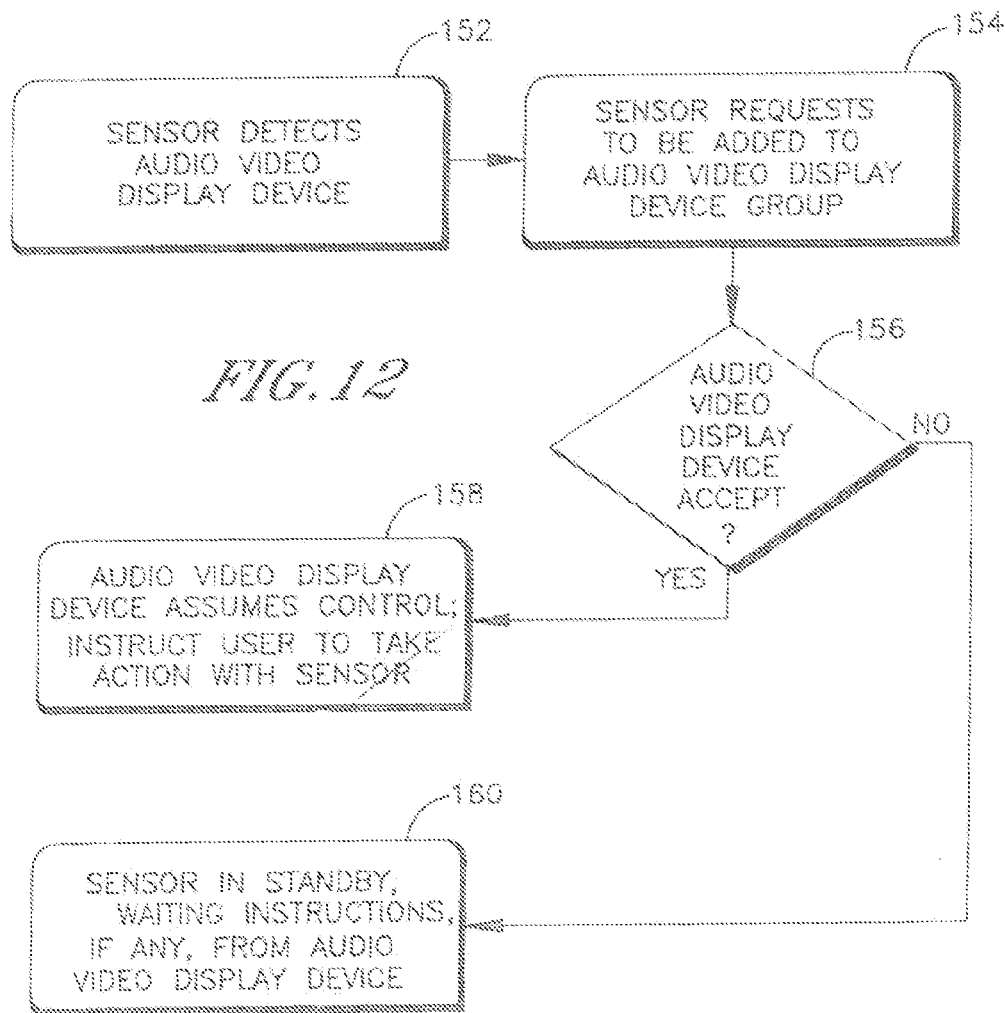 152
SENSOR DETECTS
AUDIO VIDEO
DISPLAY DEVICE
154
SENSOR REQUESTS
TO BE ADDED TO
AUDIO VIDEO DISPLAY
DEVICE GROUP
FIG. 12
156
AUDIO
VIDEO
DISPLAY
DEVICE
ACCEPT
?
NO
YES
158
AUDIO VIDEO DISPLAY
DEVICE ASSUMES CONTROL;
INSTRUCT USER TO TAKE
ACTION WITH SENSOR
160
SENSOR IN STANDBY,
WAITING INSTRUCTIONS,
IF ANY, FROM AUDIO
VIDEO DISPLAY DEVICE